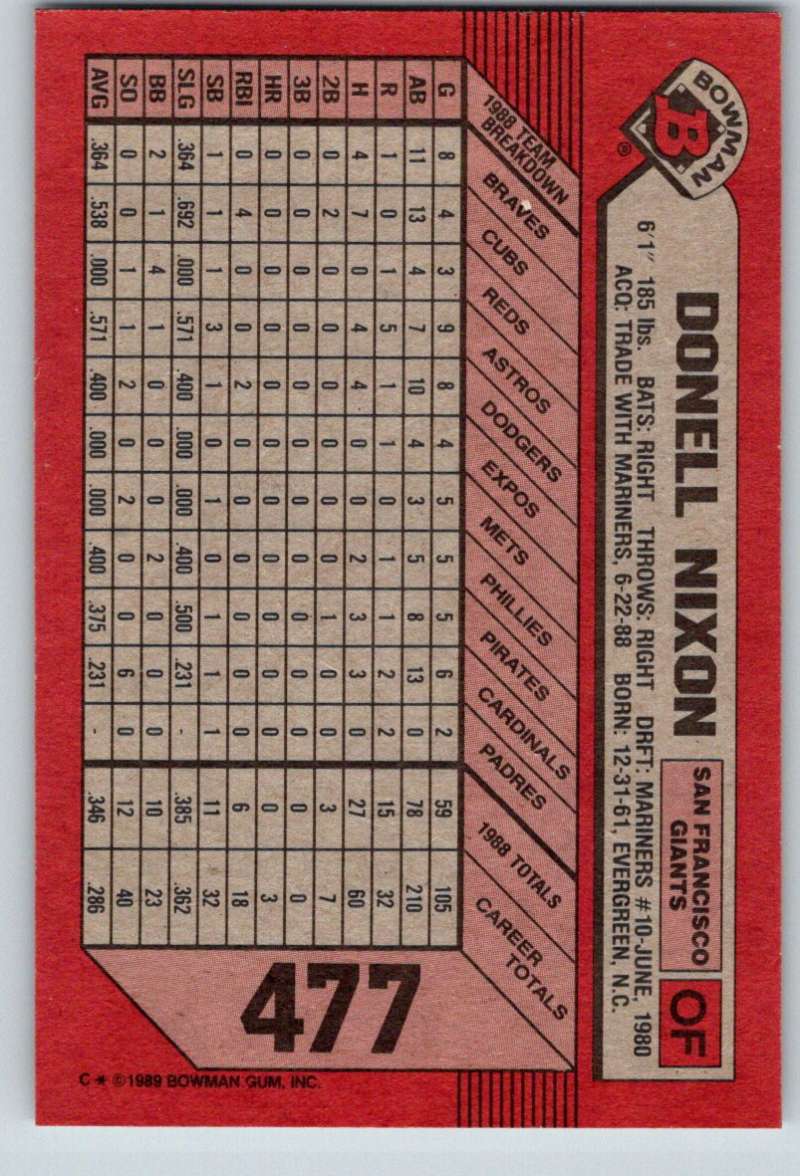 BOWMAN
B
®
DONELL NIXON
SAN FRANCISCO
GIANTS
OF
6'1" 185 lbs. BATS: RIGHT THROWS: RIGHT DRFT: MARINERS #10-JUNE, 1980
ACQ: TRADE WITH MARINERS, 6-22-88 BORN: 12-31-61, EVERGREEN, N.C.
1988 TEAM
BREAKDOWN
BRAVES
CUBS
REDS
ASTROS
DODGERS
EXPOS
METS
PHILLIES
PIRATES
CARDINALS
PADRES
1988 TOTALS
CAREER
TOTALS
G 8 4 3 9 8 4 5 5 5 6 2 59 105
AB 11 13 4 7 10 4 3 5 8 13 0 78 210
R 1 0 1 5 1 1 0 1 1 2 2 15 32
H 4 7 0 4 4 0 0 2 3 3 0 27 60
2B 0 2 0 0 0 0 0 0 1 0 0 3 7
3B 0 0 0 0 0 0 0 0 0 0 0 0 0
HR 0 0 0 0 0 0 0 0 0 0 0 0 3
RBI 0 4 0 0 2 0 0 0 0 0 0 6 18
SB 1 1 1 3 1 0 1 0 1 1 1 11 32
SLG .364 .692 .000 .571 .400 .000 .000 .400 .500 .231 - .385 .362
BB 2 1 4 1 0 0 0 2 0 0 0 10 23
SO 0 0 1 1 2 0 2 0 0 6 0 12 40
AVG .364 .538 .000 .571 .400 .000 .000 .400 .375 .231 - .346 .286
477
C ★ ©1989 BOWMAN GUM, INC.